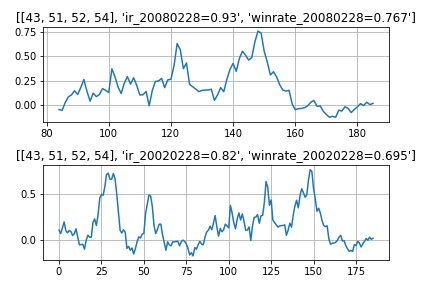 [[43, 51, 52, 54], 'ir_20080228=0.93', 'winrate_20080228=0.767']
0.75
0.50
0.25
0.00
80 100 120 140 160 180
[[43, 51, 52, 54], 'ir_20020228=0.82', 'winrate_20020228=0.695']
0.5
0.0
0 25 50 75 100 125 150 175